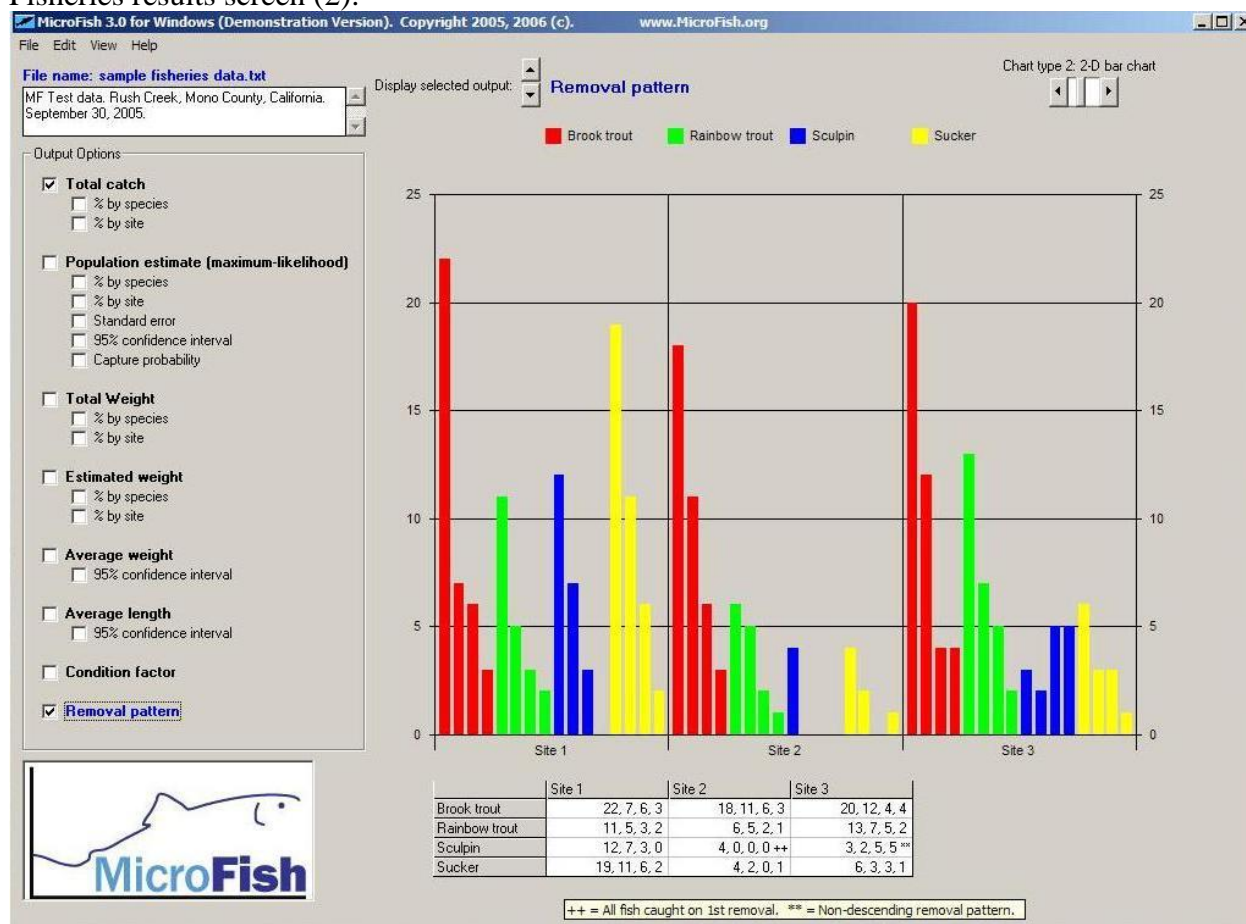 Fisheries results screen (2).
MicroFish 3.0 for Windows (Demonstration Version). Copyright 2005, 2006 (c). www.MicroFish.org
File Edit View Help
File name: sample fisheries data.txt
MF Test data. Rush Creek, Mono County, California.
September 30, 2005.
Display selected output:
Removal pattern
Chart type 2: 2-D bar chart
Output Options
Total catch
% by species
% by site
Population estimate (maximum-likelihood)
% by species
% by site
Standard error
95% confidence interval
Capture probability
Total Weight
% by species
% by site
Estimated weight
% by species
% by site
Average weight
95% confidence interval
Average length
95% confidence interval
Condition factor
Removal pattern
MicroFish
Brook trout Rainbow trout Sculpin Sucker
25 25
20 20
15 15
10 10
5 5
0 0
Site 1 Site 2 Site 3
Site 1 Site 2 Site 3
Brook trout 22, 7, 6, 3 18, 11, 6, 3 20, 12, 4, 4
Rainbow trout 11, 5, 3, 2 6, 5, 2, 1 13, 7, 5, 2
Sculpin 12, 7, 3, 0 4, 0, 0, 0 ++ 3, 2, 5, 5 **
Sucker 19, 11, 6, 2 4, 2, 0, 1 6, 3, 3, 1
++ = All fish caught on 1st removal. ** = Non-descending removal pattern.